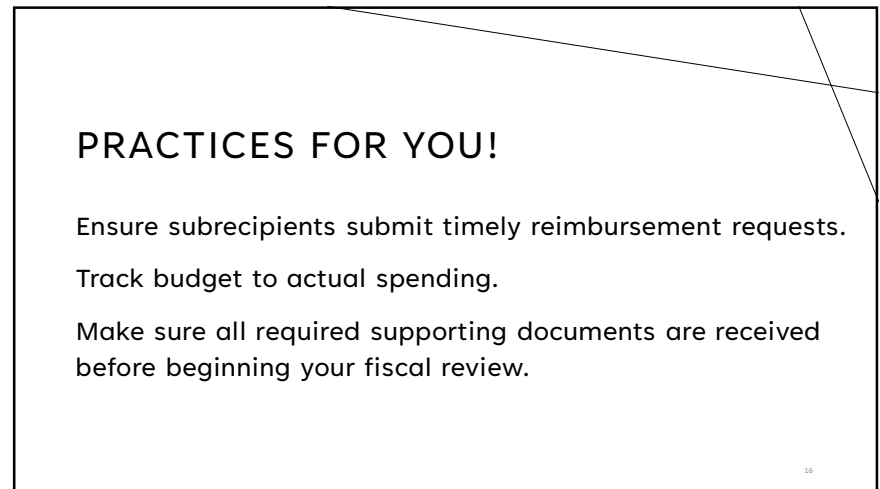 PRACTICES FOR YOU!
Ensure subrecipients submit timely reimbursement requests.
Track budget to actual spending.
Make sure all required supporting documents are received
before beginning your fiscal review.
16